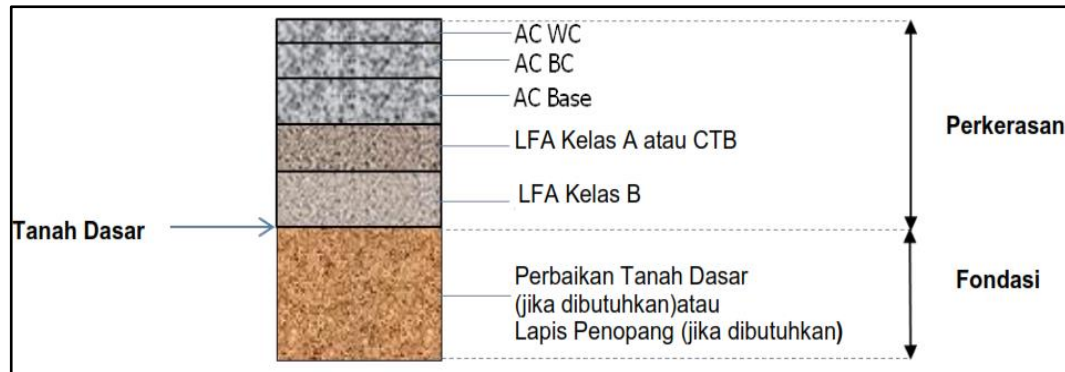 AC WC
AC BC
AC Base
LFA Kelas A atau CTB
LFA Kelas B
Perkerasan
Tanah Dasar
Perbaikan Tanah Dasar
(jika dibutuhkan)atau
Lapis Penopang (jika dibutuhkan)
Fondasi